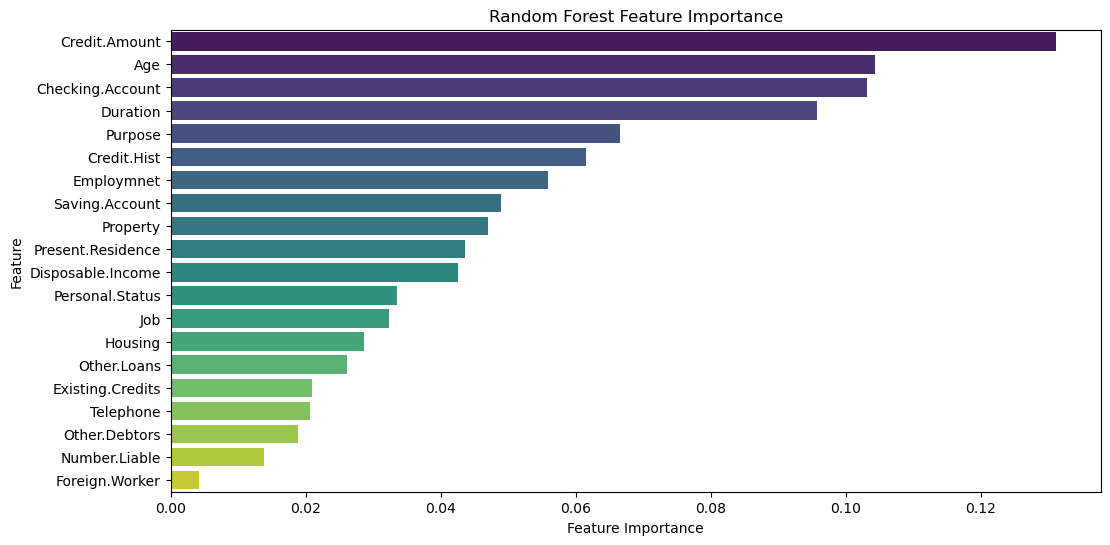 Random Forest Feature Importance
Credit.Amount
Age
Checking.Account
Duration
Purpose
Credit.Hist
Employmnet
Saving.Account
Property
Present.Residence
Disposable.Income
Personal.Status
Job
Housing
Other.Loans
Existing.Credits
Telephone
Other.Debtors
Number.Liable
Foreign.Worker
Feature
0.00 0.02 0.04 0.06 0.08 0.10 0.12
Feature Importance